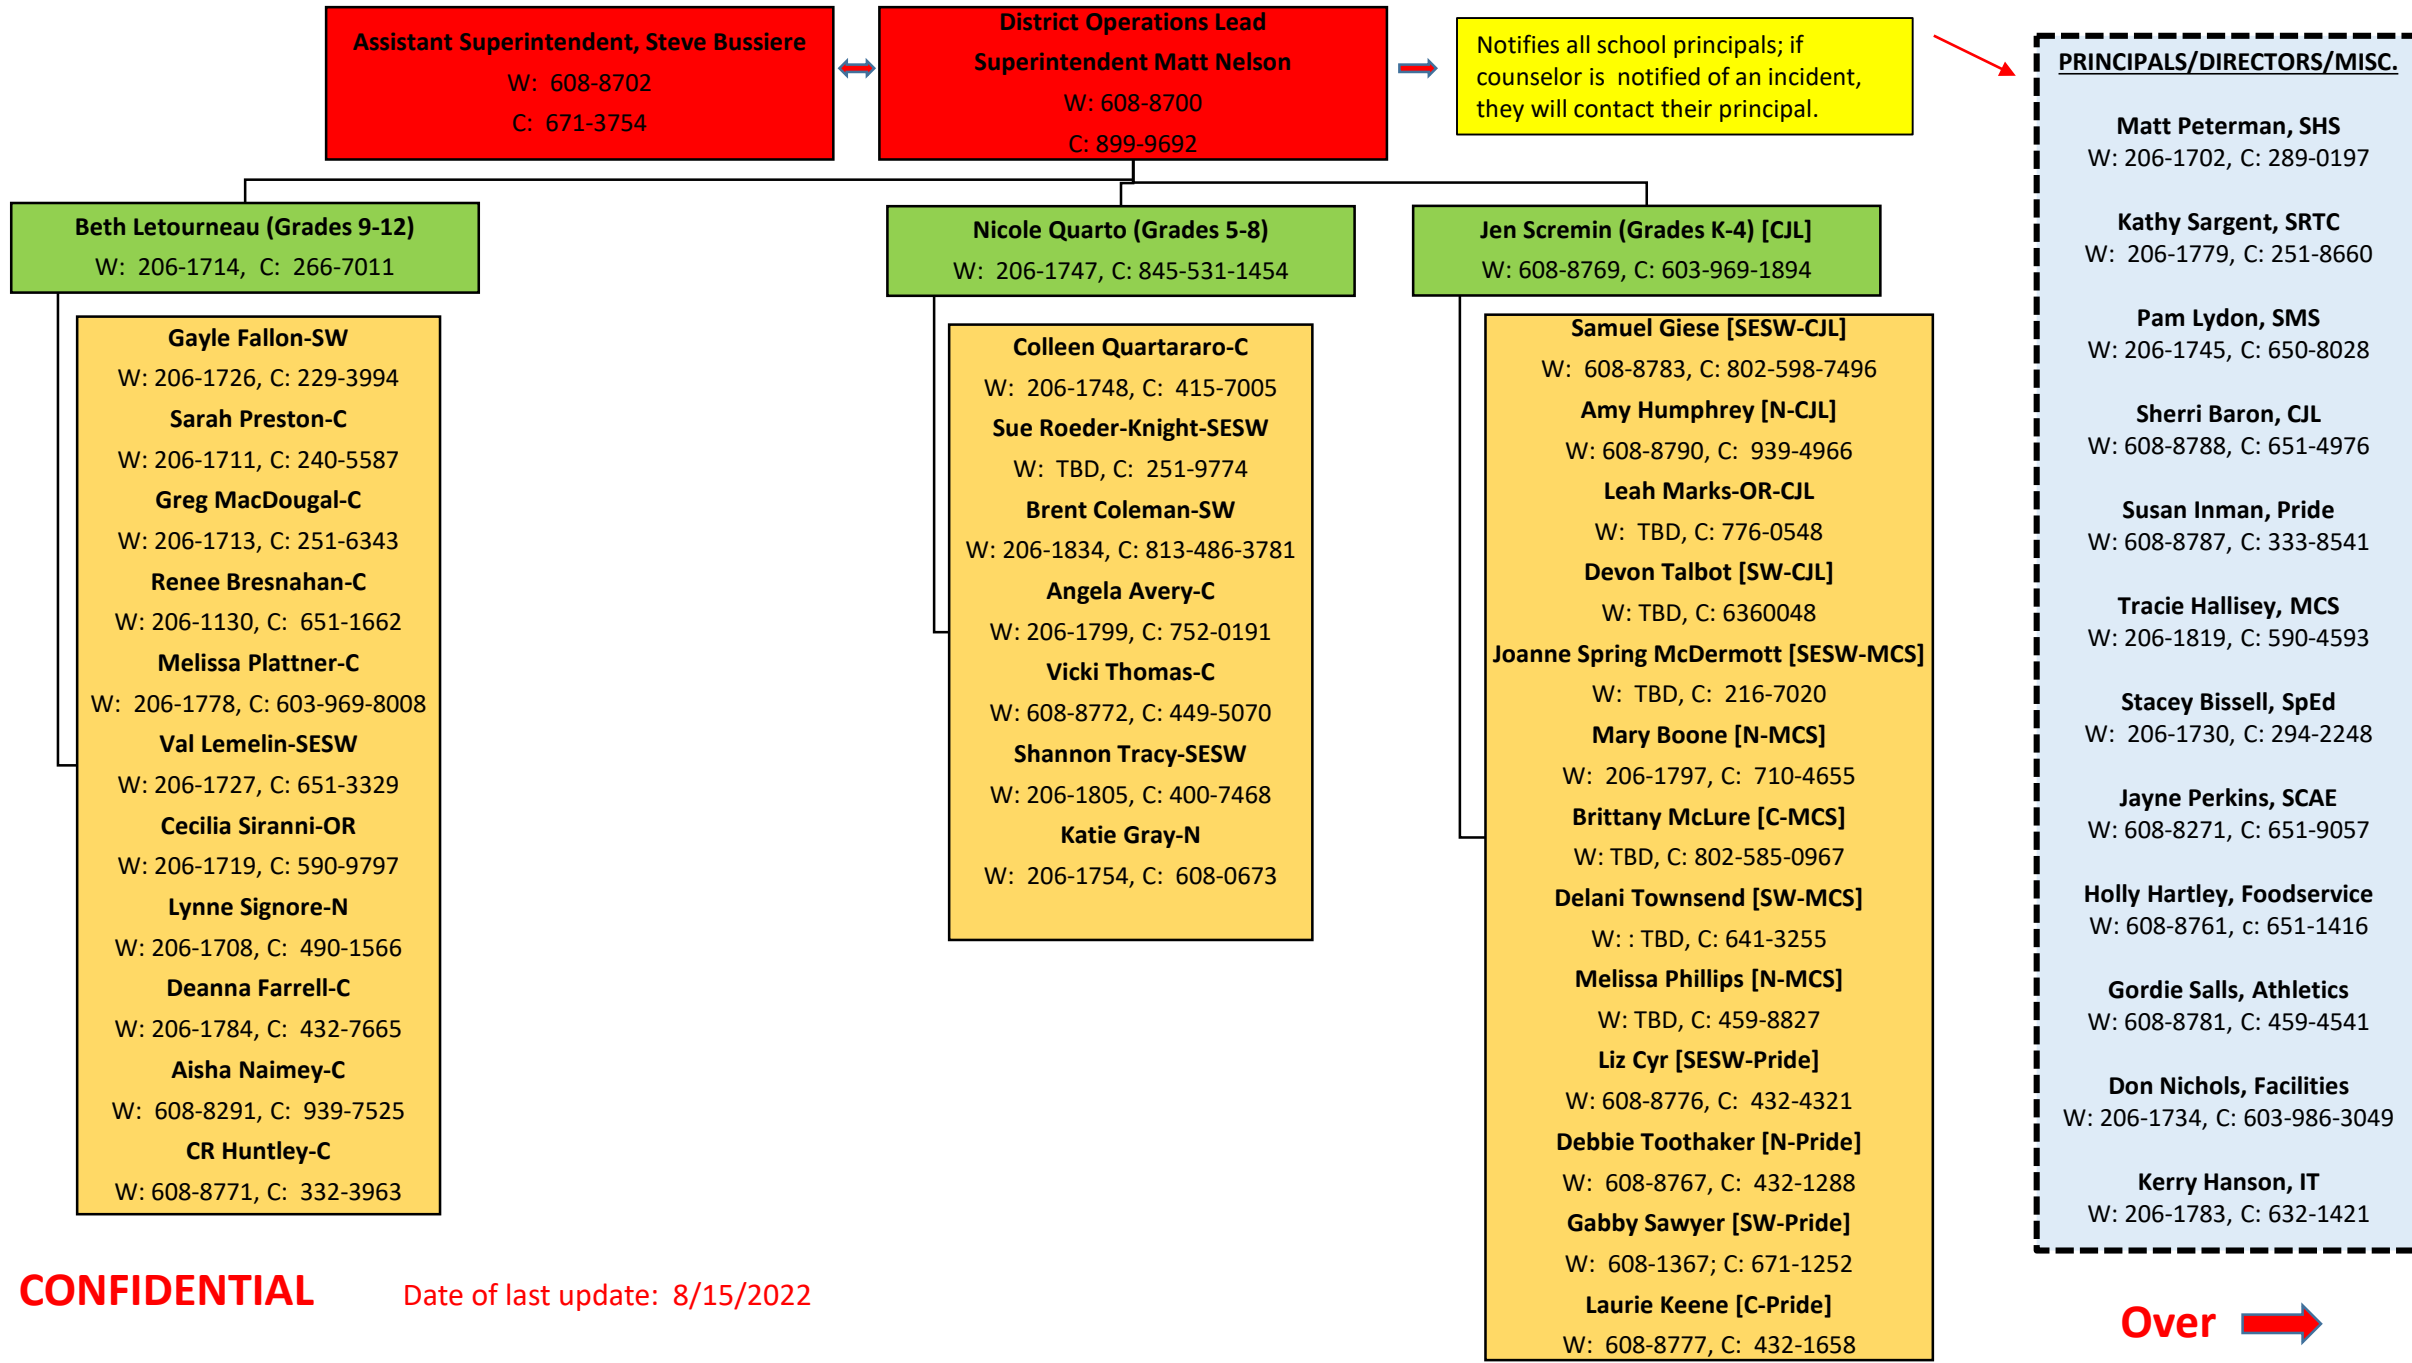 Assistant Superintendent, Steve Bussiere
W:  608-8702
C:  671-3754
District Operations Lead
Superintendent Matt Nelson
W: 608-8700
C: 899-9692
Notifies all school principals; if
counselor is  notified of an incident,
they will contact their principal.
Beth Letourneau (Grades 9-12)
W:  206-1714,  C:  266-7011
Gayle Fallon-SW
W: 206-1726, C: 229-3994
Sarah Preston-C
W: 206-1711, C: 240-5587
Greg MacDougal-C
W: 206-1713, C: 251-6343
Renee Bresnahan-C
W: 206-1130, C:  651-1662
Melissa Plattner-C
W:  206-1778, C: 603-969-8008
Val Lemelin-SESW
W: 206-1727, C: 651-3329
Cecilia Siranni-OR
W: 206-1719, C: 590-9797
Lynne Signore-N
W: 206-1708, C:  490-1566
Deanna Farrell-C
W: 206-1784, C:  432-7665
Aisha Naimey-C
W:  608-8291, C:  939-7525
CR Huntley-C
W: 608-8771, C:  332-3963
Nicole Quarto (Grades 5-8)
W:  206-1747, C: 845-531-1454
Colleen Quartararo-C
W:  206-1748, C:  415-7005
Sue Roeder-Knight-SESW
W:  TBD, C:  251-9774
Brent Coleman-SW
W: 206-1834, C: 813-486-3781
Angela Avery-C
W: 206-1799, C: 752-0191
Vicki Thomas-C
W: 608-8772, C: 449-5070
Shannon Tracy-SESW
W: 206-1805, C: 400-7468
Katie Gray-N
W:  206-1754, C:  608-0673
Jen Scremin (Grades K-4) [CJL]
W: 608-8769, C: 603-969-1894
Samuel Giese [SESW-CJL]
W:  608-8783, C: 802-598-7496
Amy Humphrey [N-CJL]
W: 608-8790, C:  939-4966
Leah Marks-OR-CJL
W:  TBD, C: 776-0548
Devon Talbot [SW-CJL]
W: TBD, C: 6360048
Joanne Spring McDermott [SESW-MCS]
W:  TBD, C:  216-7020
Mary Boone [N-MCS]
W:  206-1797, C:  710-4655
Brittany McLure [C-MCS]
W: TBD, C: 802-585-0967
Delani Townsend [SW-MCS]
W: : TBD, C: 641-3255
Melissa Phillips [N-MCS]
W: TBD, C: 459-8827
Liz Cyr [SESW-Pride]
W: 608-8776, C:  432-4321
Debbie Toothaker [N-Pride]
W:  608-8767, C:  432-1288
Gabby Sawyer [SW-Pride]
W:  608-1367; C: 671-1252
Laurie Keene [C-Pride]
W:  608-8777, C:  432-1658
PRINCIPALS/DIRECTORS/MISC.
Matt Peterman, SHS
W: 206-1702, C: 289-0197
Kathy Sargent, SRTC
W:  206-1779, C: 251-8660
Pam Lydon, SMS
W: 206-1745, C: 650-8028
Sherri Baron, CJL
W: 608-8788, C: 651-4976
Susan Inman, Pride
W: 608-8787, C: 333-8541
Tracie Hallisey, MCS
W: 206-1819, C: 590-4593
Stacey Bissell, SpEd
W:  206-1730, C: 294-2248
Jayne Perkins, SCAE
W: 608-8271, C: 651-9057
Holly Hartley, Foodservice
W: 608-8761, c: 651-1416
Gordie Salls, Athletics
W: 608-8781, C: 459-4541
Don Nichols, Facilities
W: 206-1734, C: 603-986-3049
Kerry Hanson, IT
W: 206-1783, C: 632-1421
CONFIDENTIAL
Date of last update:  8/15/2022
Over